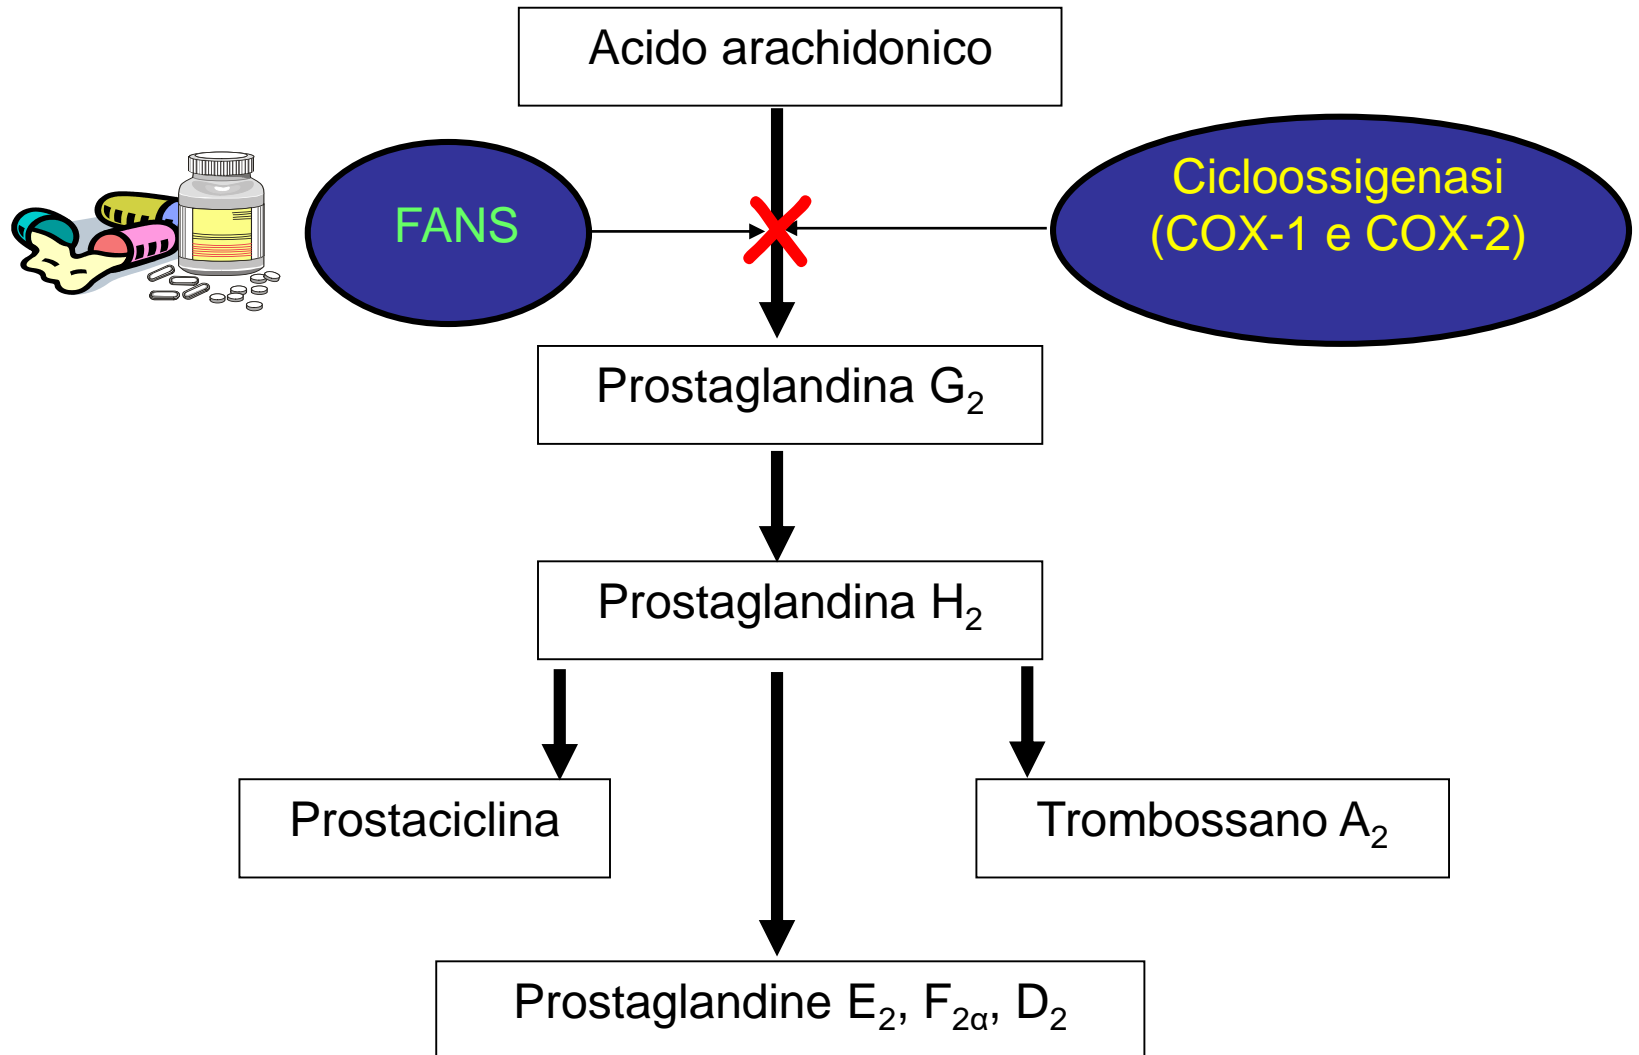 Acido arachidonico
FANS
Cicloossigenasi
(COX-1 e COX-2)
Prostaglandina G₂
Prostaglandina H₂
Prostaciclina
Trombossano A₂
Prostaglandine E₂, F₂α, D₂